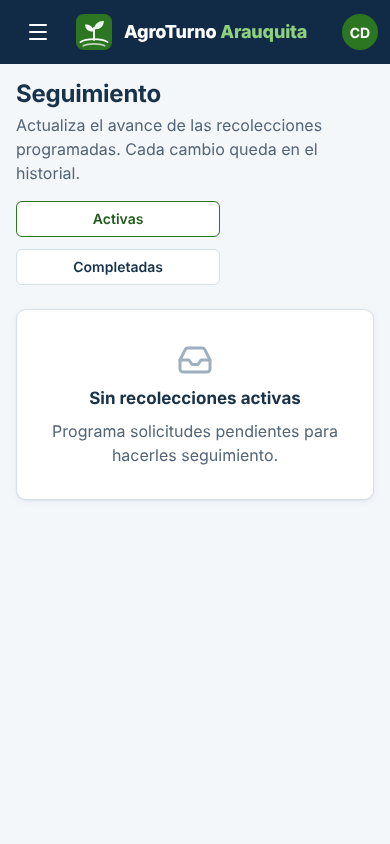 AgroTurno Arauquita
CD
Seguimiento
Actualiza el avance de las recolecciones
programadas. Cada cambio queda en el
historial.
Activas
Completadas
Sin recolecciones activas
Programa solicitudes pendientes para
hacerles seguimiento.